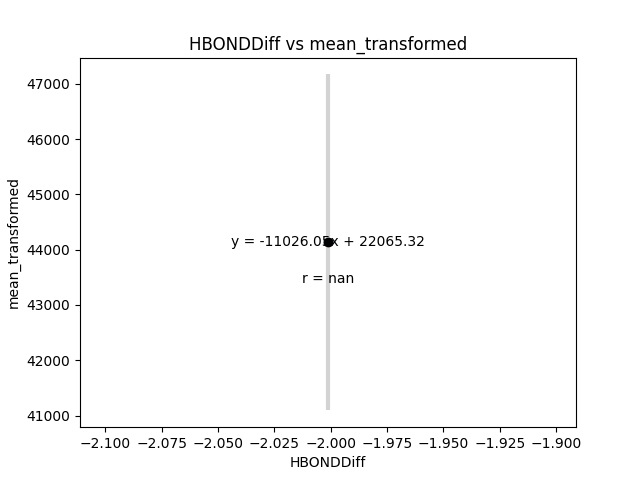 HBONDDiff vs mean_transformed
47000
46000
45000
44000
43000
42000
41000
mean_transformed
y = -11026.05x + 22065.32
r = nan
−2.100 −2.075 −2.050 −2.025 −2.000 −1.975 −1.950 −1.925 −1.900
HBONDDiff